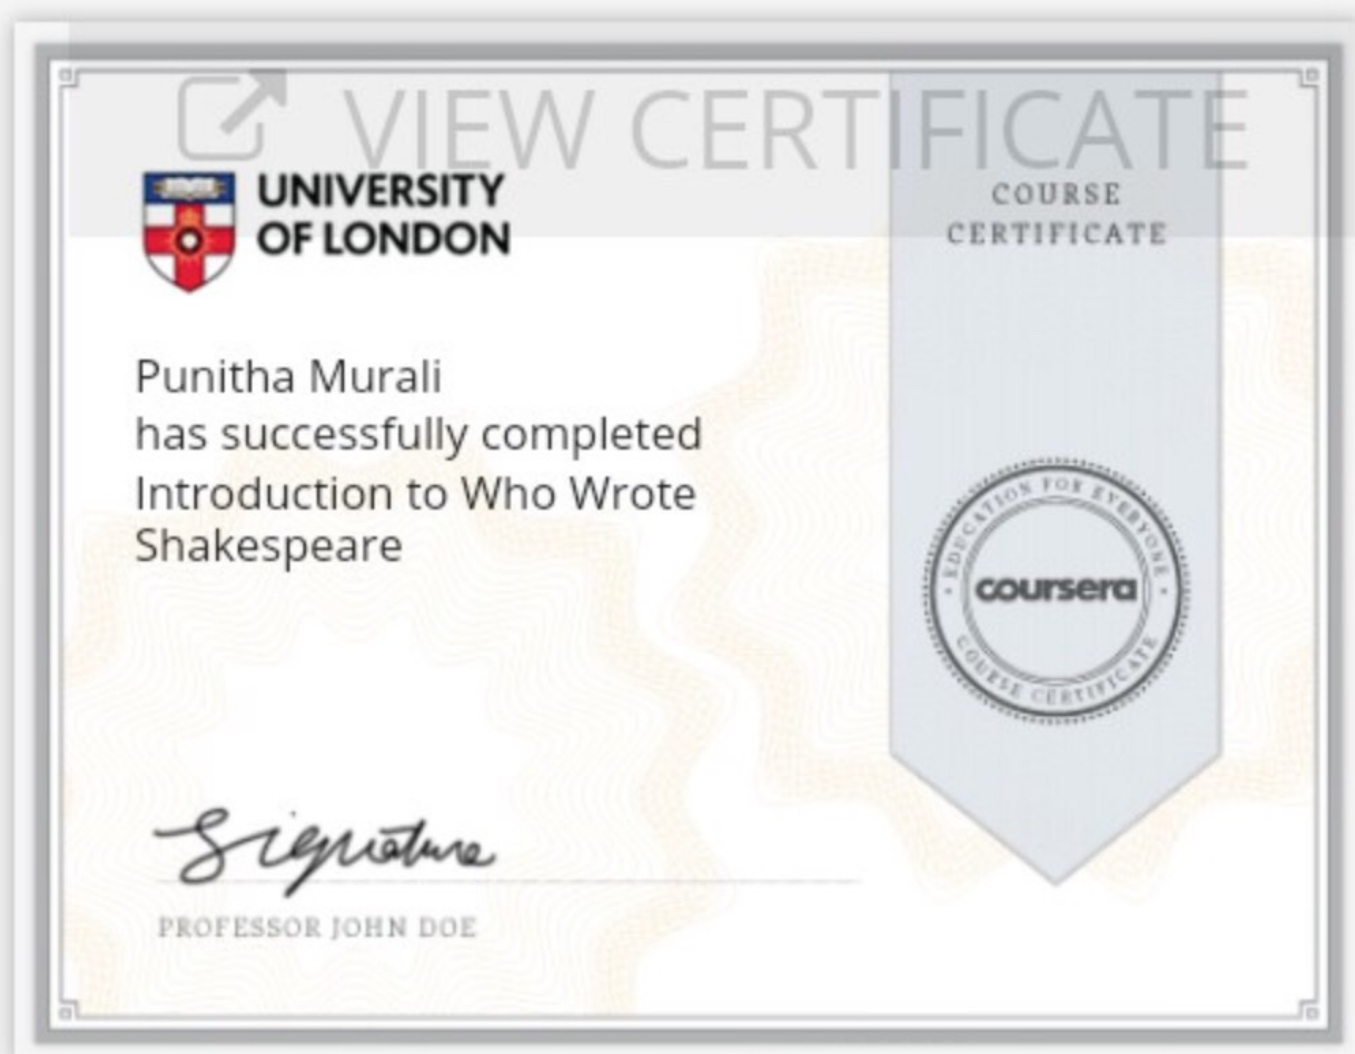 VIEW CERTIFICATE
UNIVERSITY
OF LONDON
COURSE
CERTIFICATE
Punitha Murali
has successfully completed
Introduction to Who Wrote
Shakespeare
EDUCATION FOR EVERYONE
coursera
COURSE CERTIFICATE
Signature
PROFESSOR JOHN DOE